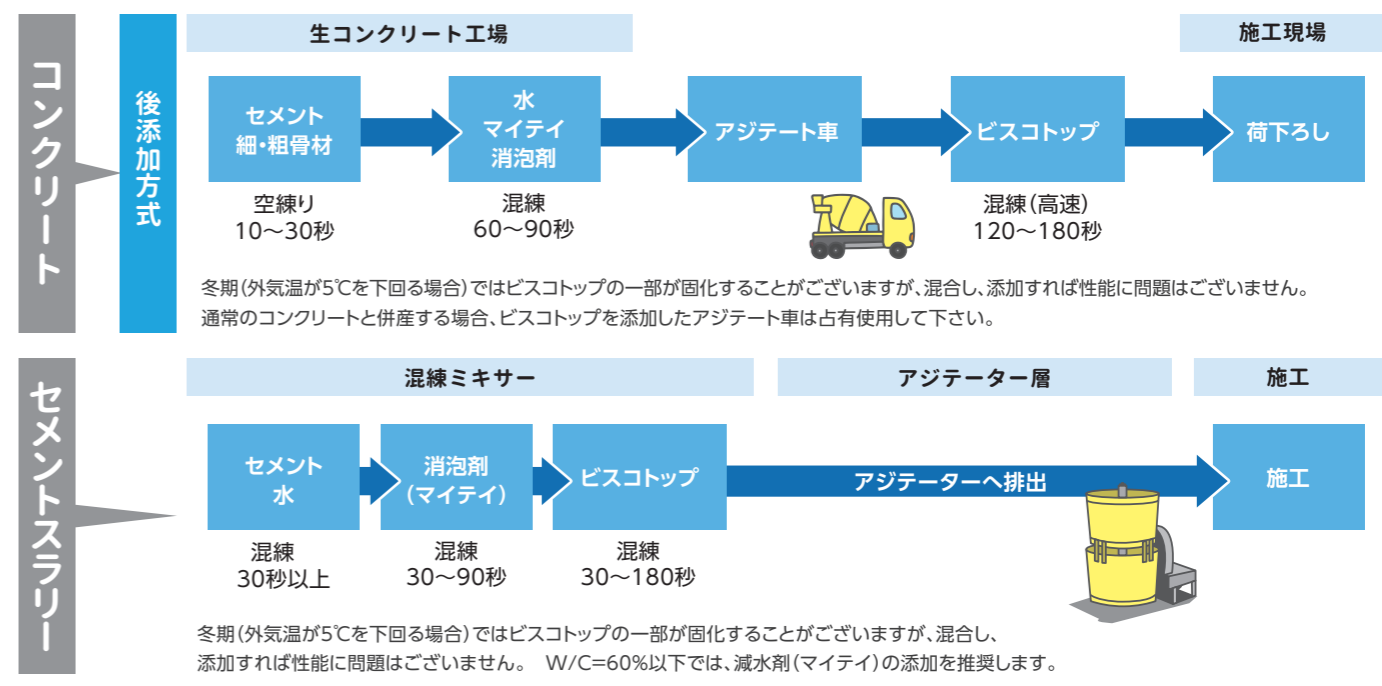 コンクリート
後添加方式
生コンクリート工場
施工現場
セメント
細・粗骨材
水
マイテイ
消泡剤
アジテート車
ビスコトップ
荷下ろし
空練り
10〜30秒
混練
60〜90秒
混練（高速）
120〜180秒
冬期（外気温が5℃を下回る場合）ではビスコトップの一部が固化することがございますが、混合し、添加すれば性能に問題はございません。
通常のコンクリートと併産する場合、ビスコトップを添加したアジテート車は占有使用して下さい。
セメントスラリー
混練ミキサー
アジテーター層
施工
セメント
水
消泡剤
（マイテイ）
ビスコトップ
アジテーターへ排出
施工
混練
30秒以上
混練
30〜90秒
混練
30〜180秒
冬期（外気温が5℃を下回る場合）ではビスコトップの一部が固化することがございますが、混合し、
添加すれば性能に問題はございません。　W/C=60%以下では、減水剤（マイテイ）の添加を推奨します。